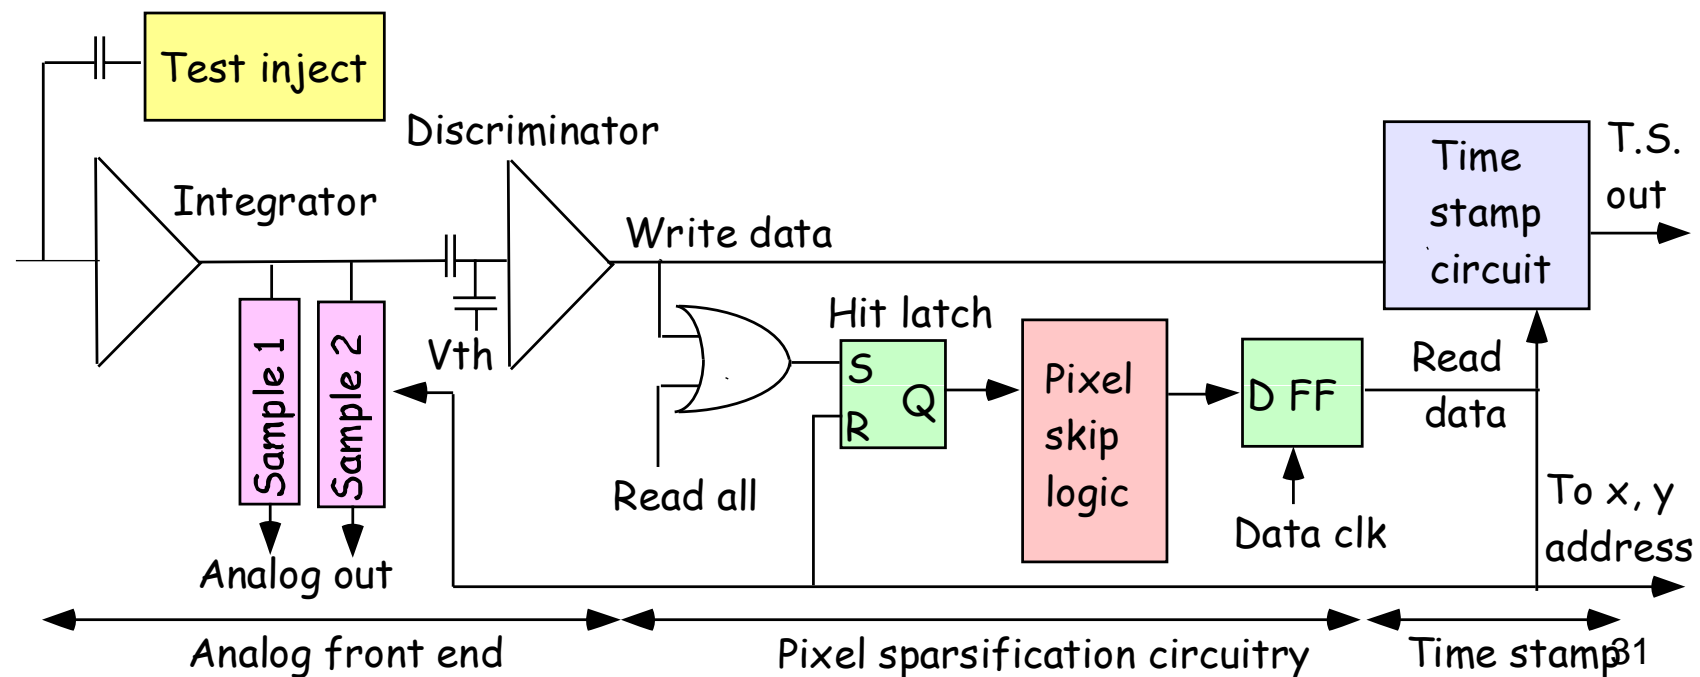 Test inject
Discriminator
Integrator
Write data
Time
stamp
circuit
T.S.
out
Sample 1
Sample 2
Vth
Hit latch
S
R
Q
Pixel
skip
logic
D FF
Read
data
Read all
Data clk
To x, y
address
Analog out
Analog front end
Pixel sparsification circuitry
Time stamp
31